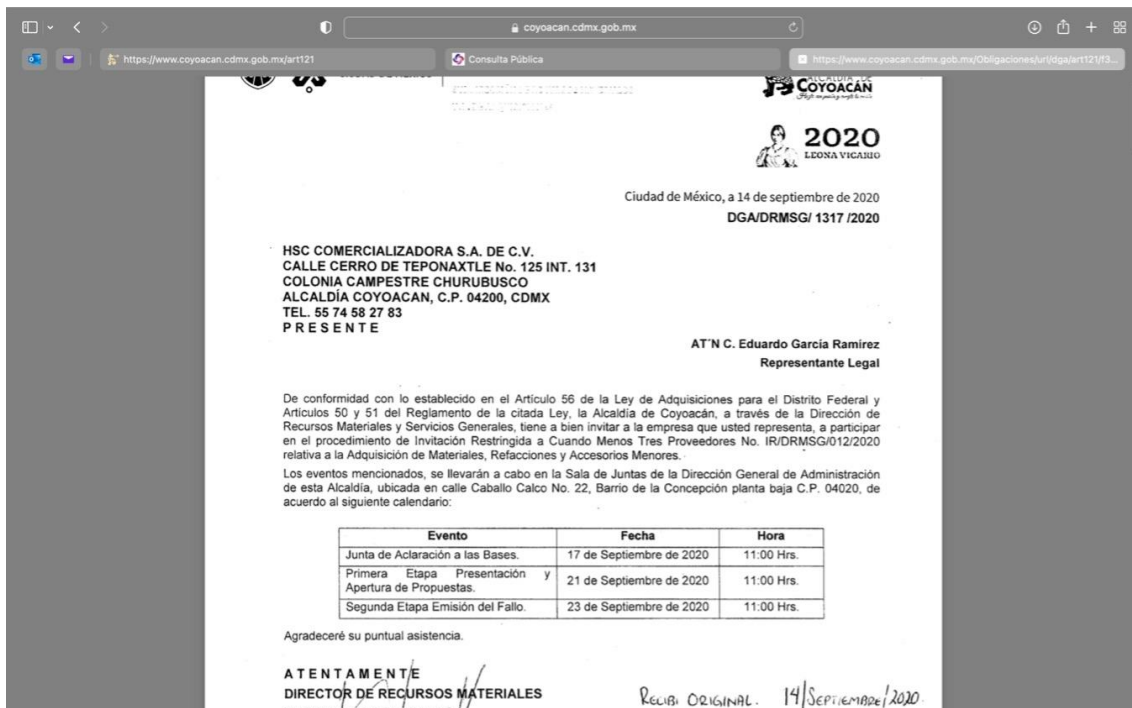 coyoacan.cdmx.gob.mx
https://www.coyoacan.cdmx.gob.mx/art121
Consulta Pública
https://www.coyoacan.cdmx.gob.mx/Obligaciones/url/dga/art121/f3...
ALCALDÍA DE
COYOACÁN
2020
LEONA VICARIO
Ciudad de México, a 14 de septiembre de 2020
DGA/DRMSG/ 1317 /2020
HSC COMERCIALIZADORA S.A. DE C.V.
CALLE CERRO DE TEPONAXTLE No. 125 INT. 131
COLONIA CAMPESTRE CHURUBUSCO
ALCALDÍA COYOACAN, C.P. 04200, CDMX
TEL. 55 74 58 27 83
P R E S E N T E
AT´N C. Eduardo García Ramírez
Representante Legal
De conformidad con lo establecido en el Artículo 56 de la Ley de Adquisiciones para el Distrito Federal y
Artículos 50 y 51 del Reglamento de la citada Ley, la Alcaldía de Coyoacán, a través de la Dirección de
Recursos Materiales y Servicios Generales, tiene a bien invitar a la empresa que usted representa, a participar
en el procedimiento de Invitación Restringida a Cuando Menos Tres Proveedores No. IR/DRMSG/012/2020
relativa a la Adquisición de Materiales, Refacciones y Accesorios Menores.
Los eventos mencionados, se llevarán a cabo en la Sala de Juntas de la Dirección General de Administración
de esta Alcaldía, ubicada en calle Caballo Calco No. 22, Barrio de la Concepción planta baja C.P. 04020, de
acuerdo al siguiente calendario:
Evento Fecha Hora
Junta de Aclaración a las Bases. 17 de Septiembre de 2020 11:00 Hrs.
Primera Etapa Presentación y
Apertura de Propuestas. 21 de Septiembre de 2020 11:00 Hrs.
Segunda Etapa Emisión del Fallo. 23 de Septiembre de 2020 11:00 Hrs.
Agradeceré su puntual asistencia.
A T E N T A M E N T E
DIRECTOR DE RECURSOS MATERIALES
RECIBI ORIGINAL. 14/SEPTIEMBRE/2020.